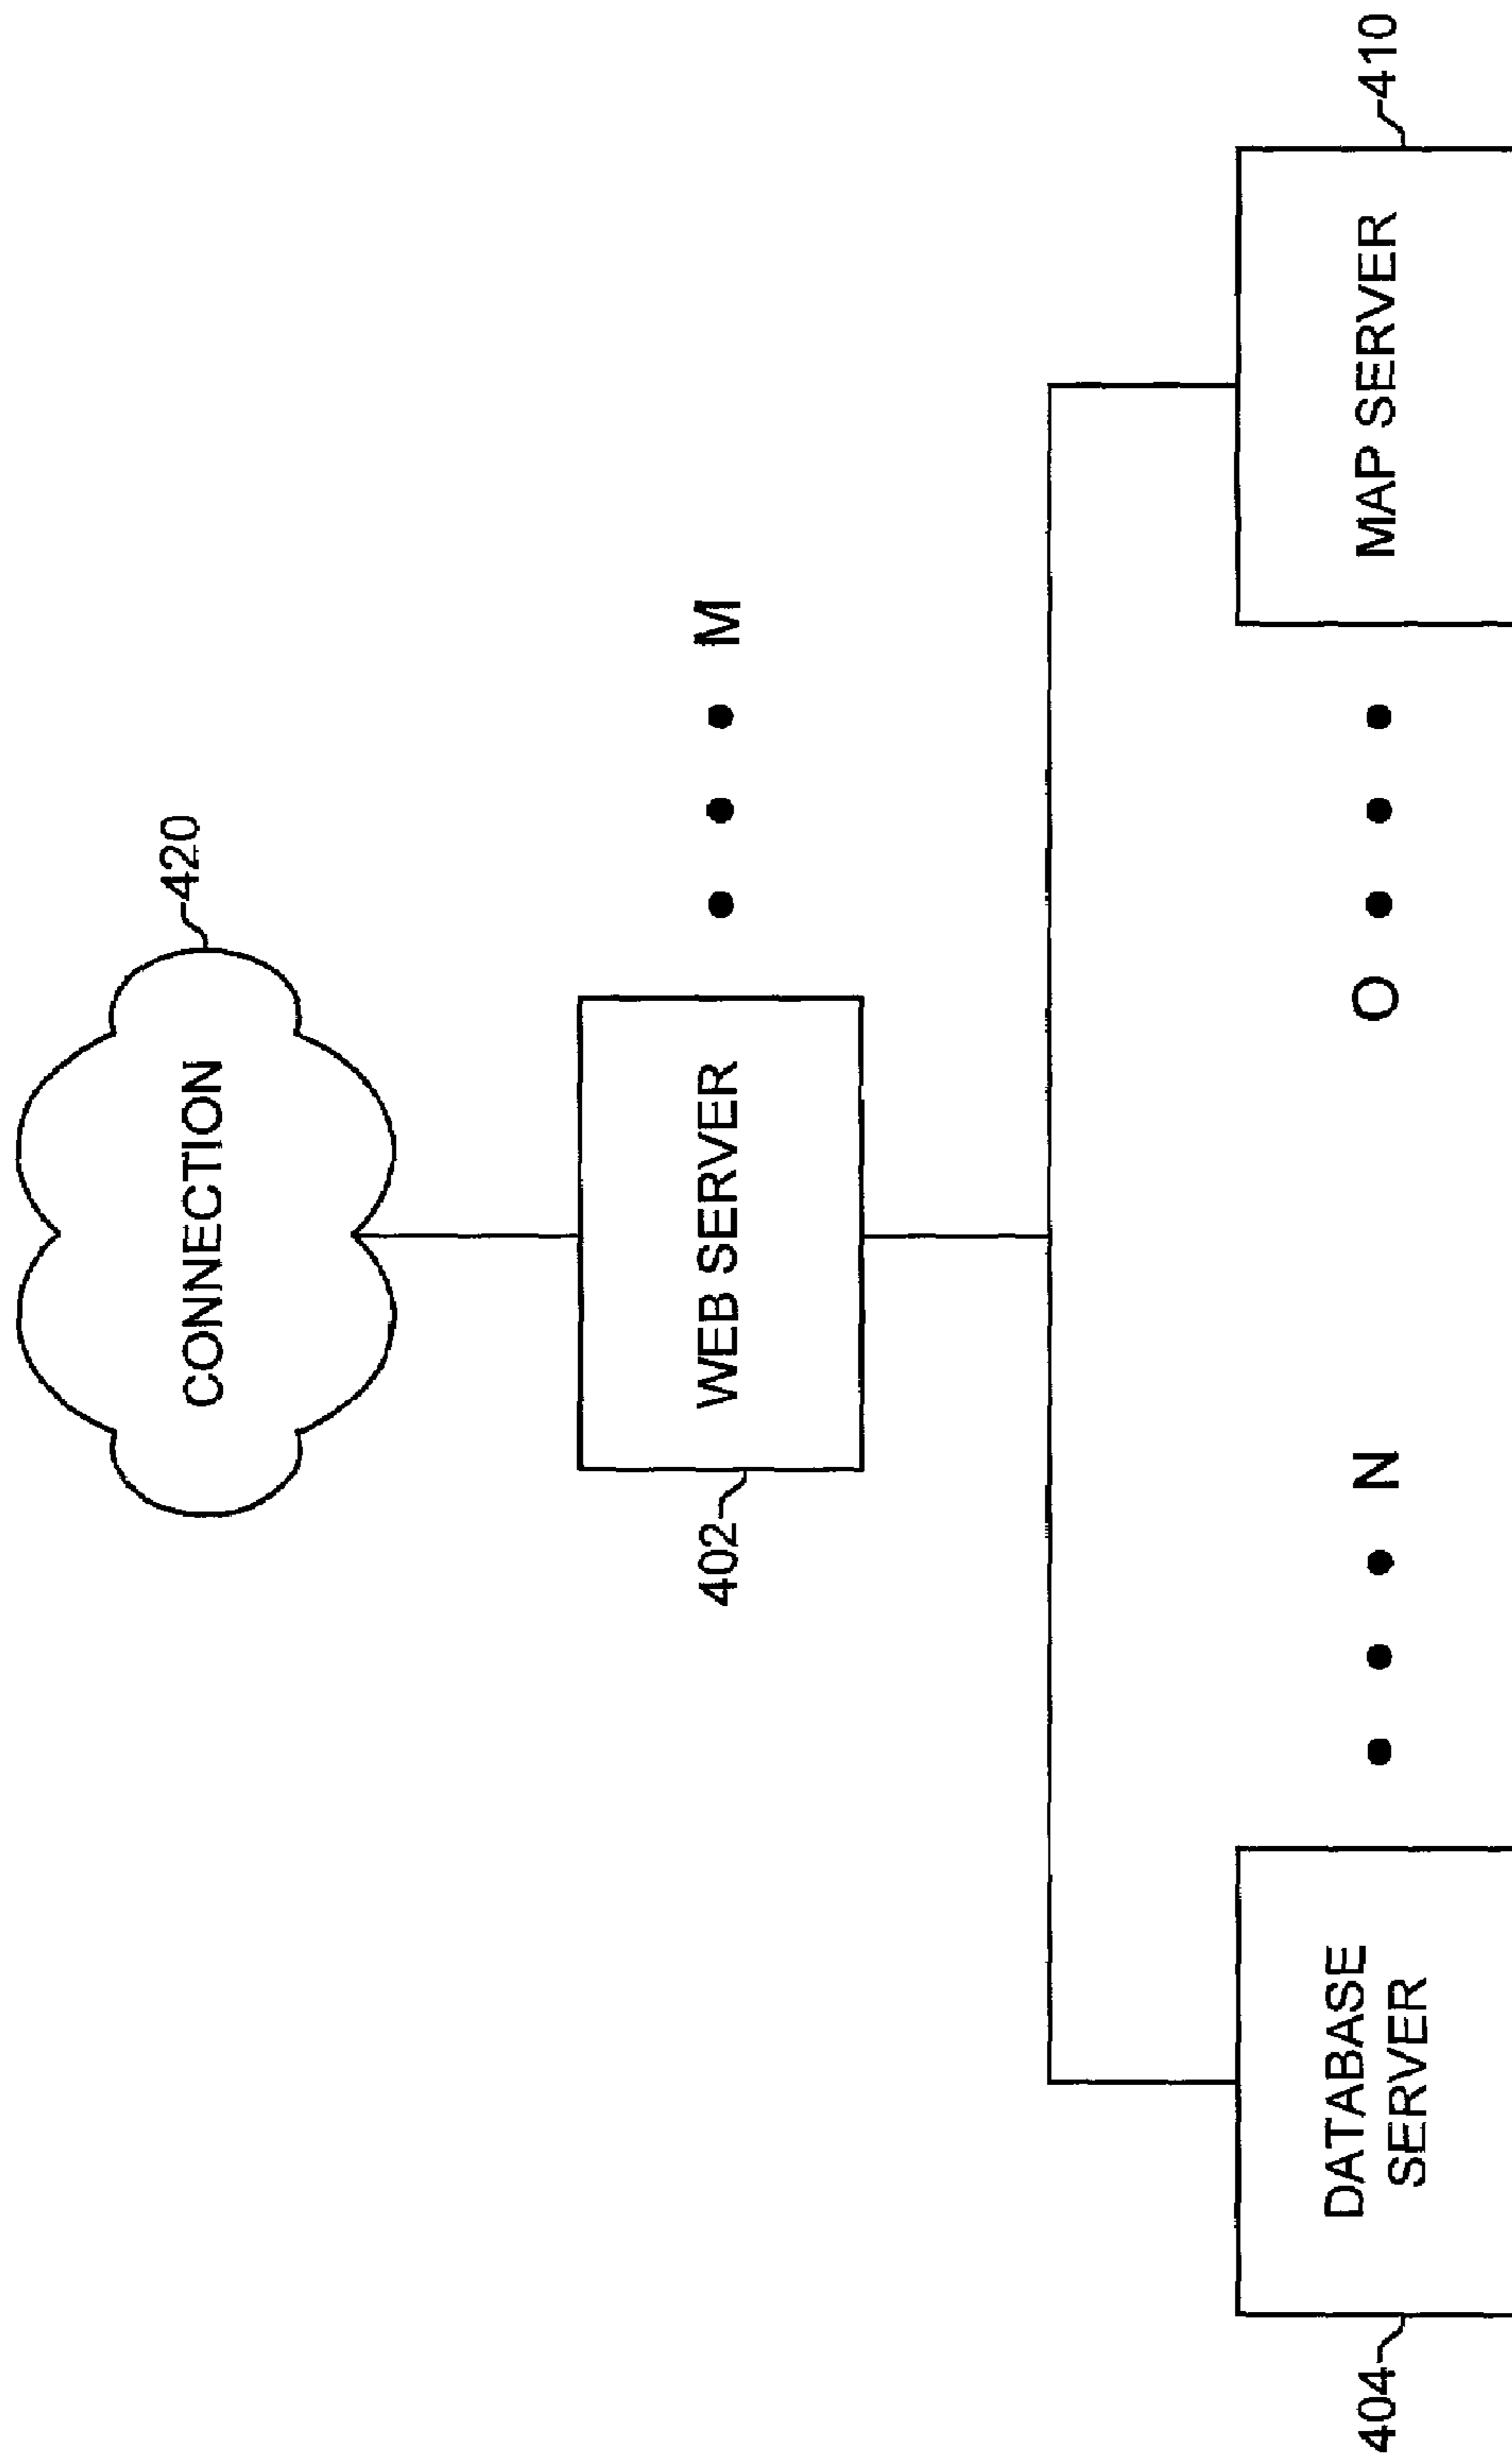 CONNECTION
420
402
WEB SERVER
M
404
DATABASE
SERVER
N
O
MAP SERVER
410